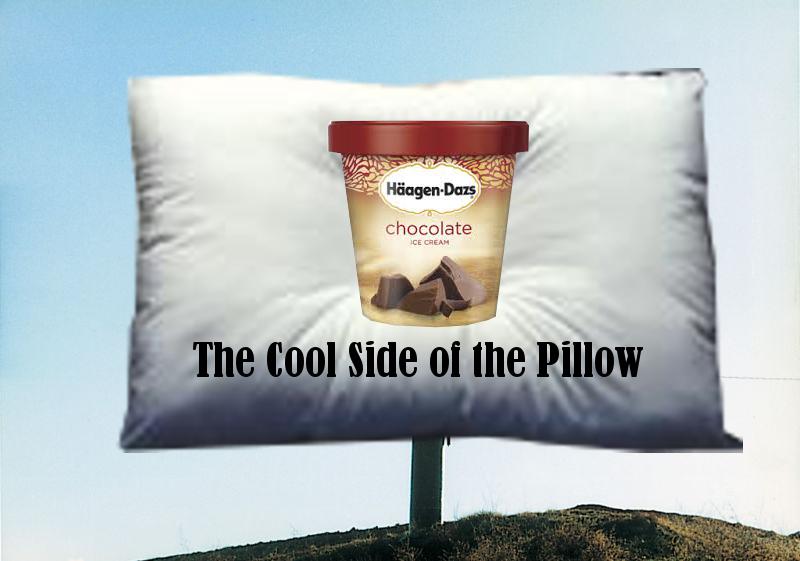 Häagen-Dazs
chocolate
ICE CREAM
The Cool Side of the Pillow